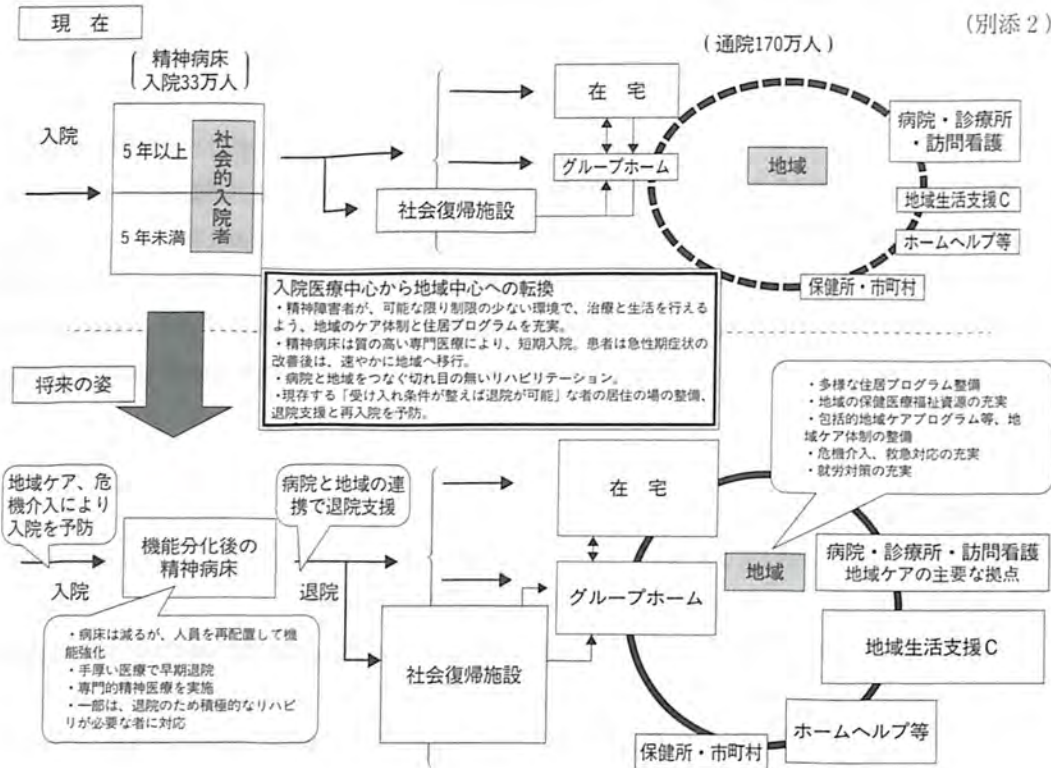 現 在
(別添2)
精神病床
入院33万人
(通院170万人)
入院
5年以上
5年未満
社会的入院者
在 宅
グループホーム
社会復帰施設
地域
病院・診療所
・訪問看護
地域生活支援C
ホームヘルプ等
保健所・市町村
入院医療中心から地域中心への転換
・精神障害者が、可能な限り制限の少ない環境で、治療と生活を行える
よう、地域のケア体制と住居プログラムを充実。
・精神病床は質の高い専門医療により、短期入院。患者は急性期症状の
改善後は、速やかに地域へ移行。
・病院と地域をつなぐ切れ目の無いリハビリテーション。
・現存する「受け入れ条件が整えば退院が可能」な者の居住の場の整備、
退院支援と再入院を予防。
将来の姿
・多様な住居プログラム整備
・地域の保健医療福祉資源の充実
・包括的地域ケアプログラム等、地
域ケア体制の整備
・危機介入、救急対応の充実
・就労対策の充実
地域ケア、危
機介入により
入院を予防
病院と地域の連
携で退院支援
入院
機能分化後の
精神病床
退院
・病床は減るが、人員を再配置して機
能強化
・手厚い医療で早期退院
・専門的精神医療を実施
・一部は、退院のため積極的なリハビ
リが必要な者に対応
在 宅
グループホーム
社会復帰施設
地域
病院・診療所・訪問看護
地域ケアの主要な拠点
地域生活支援C
ホームヘルプ等
保健所・市町村